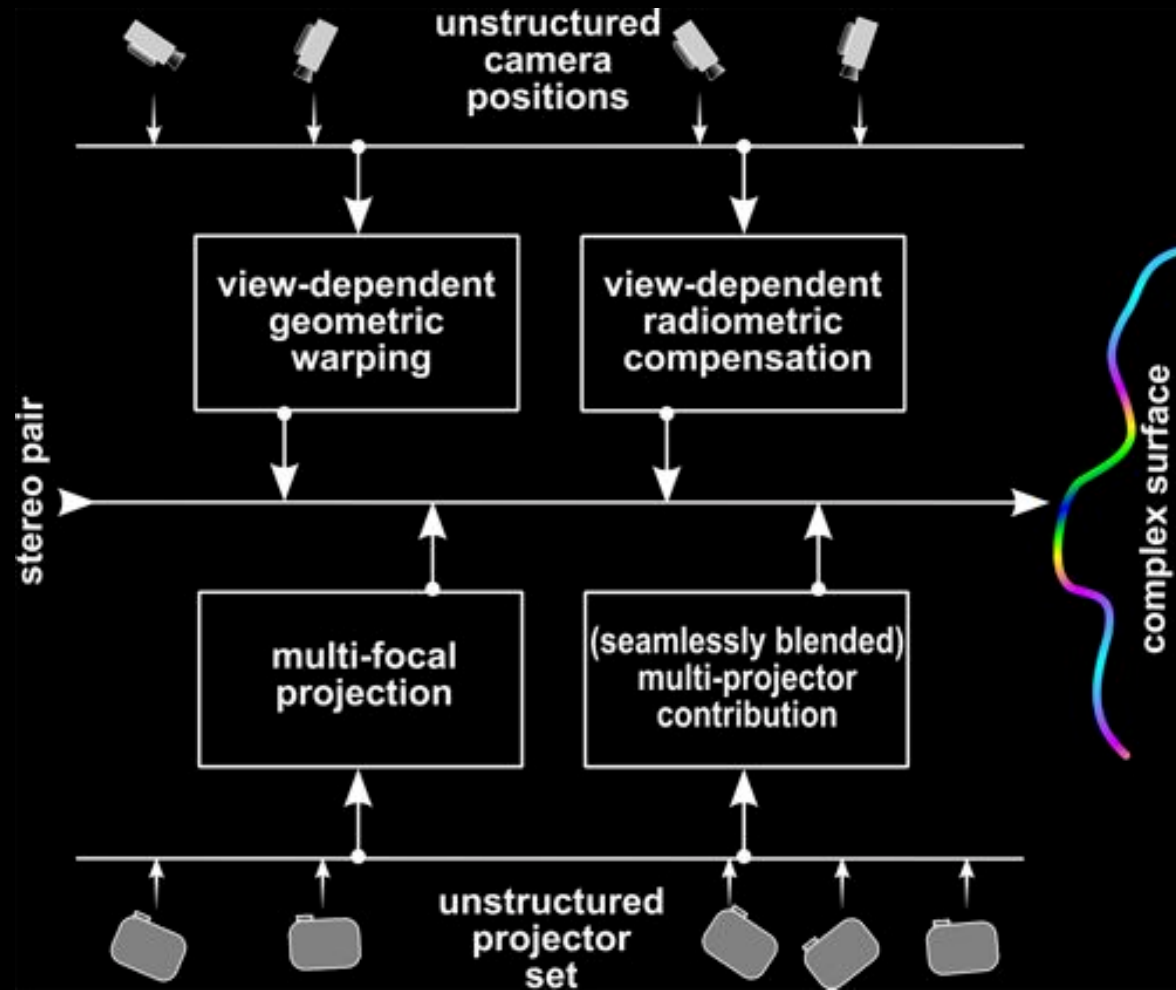 unstructured
camera
positions
view-dependent
geometric
warping
view-dependent
radiometric
compensation
stereo pair
complex surface
multi-focal
projection
(seamlessly blended)
multi-projector
contribution
unstructured
projector
set